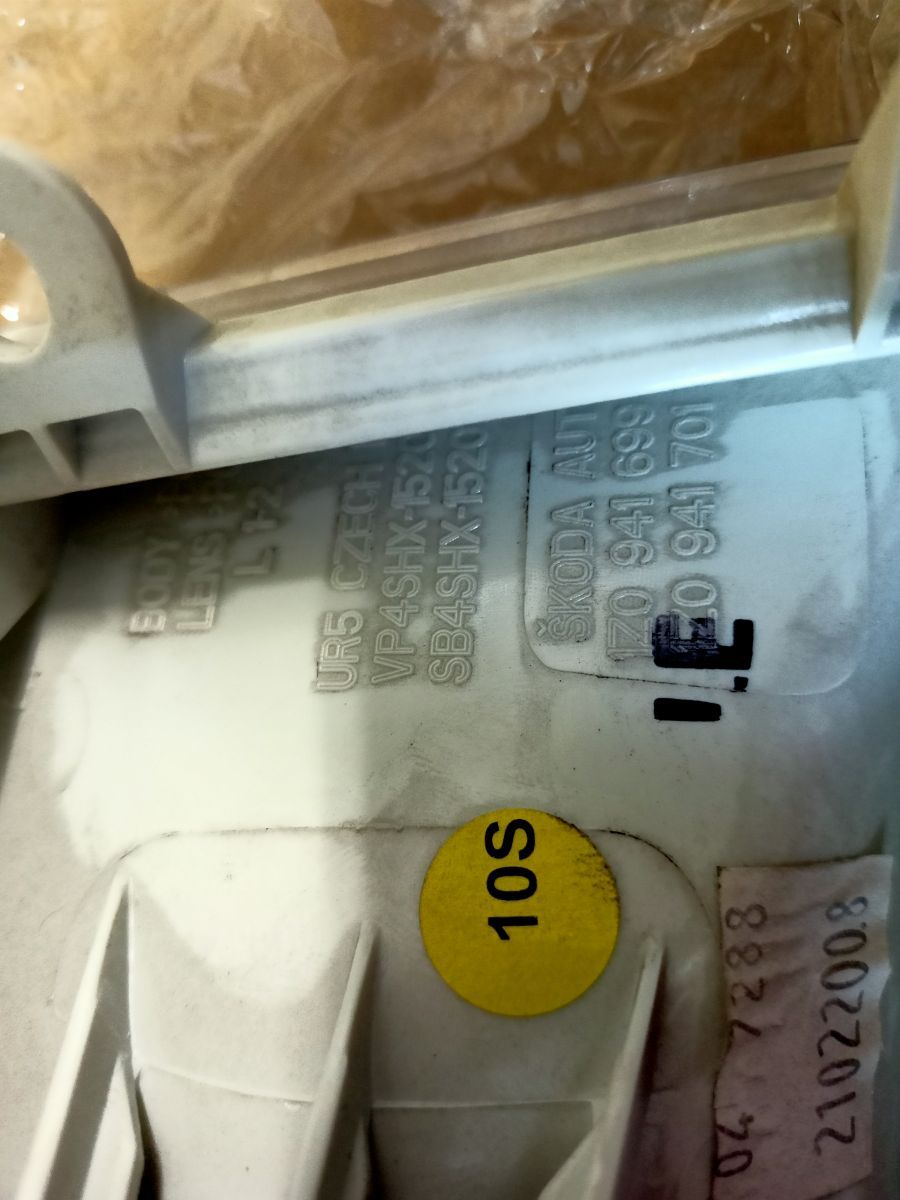 BODY
LENS
L
UR5 CZECH
VP4SHX-1520
SB4SHX-1520
ŠKODA AUT
1Z0 941 699
1Z0 941 701
10S
04 7288
21022008